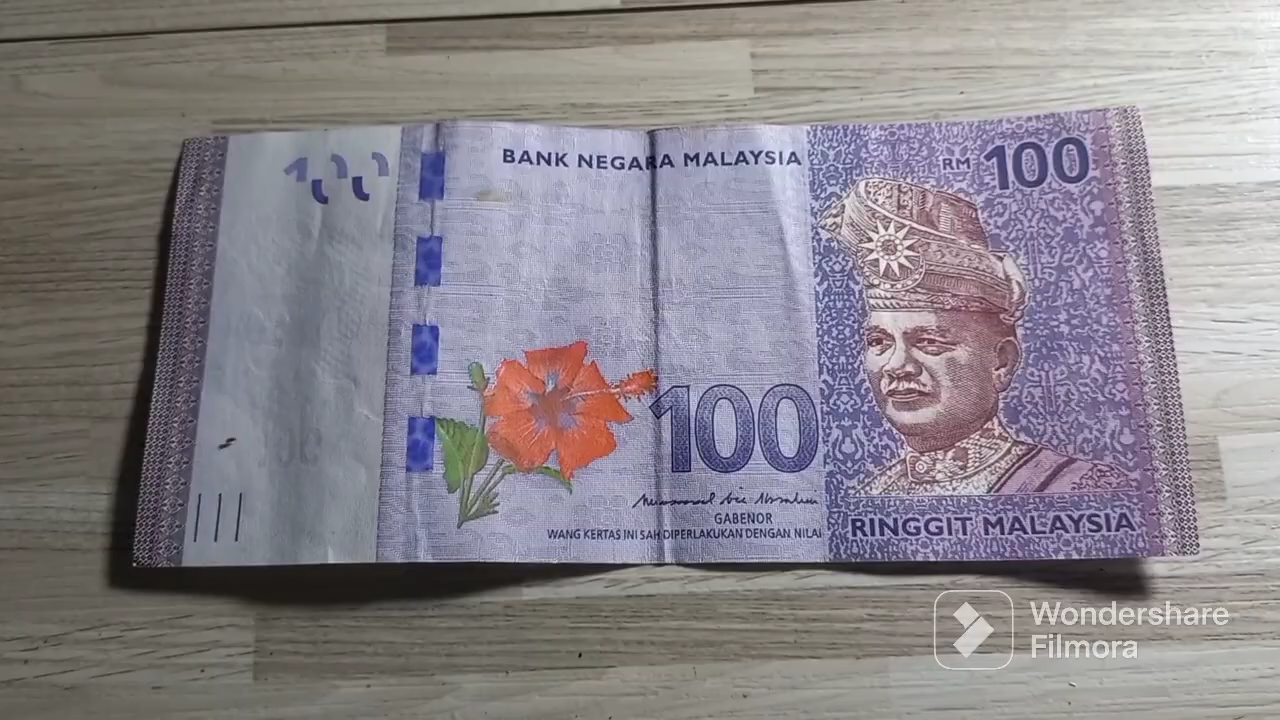 BANK NEGARA MALAYSIA
RM 100
100
100
GABENOR
WANG KERTAS INI SAH DIPERLAKUKAN DENGAN NILAI
RINGGIT MALAYSIA
Wondershare
Filmora